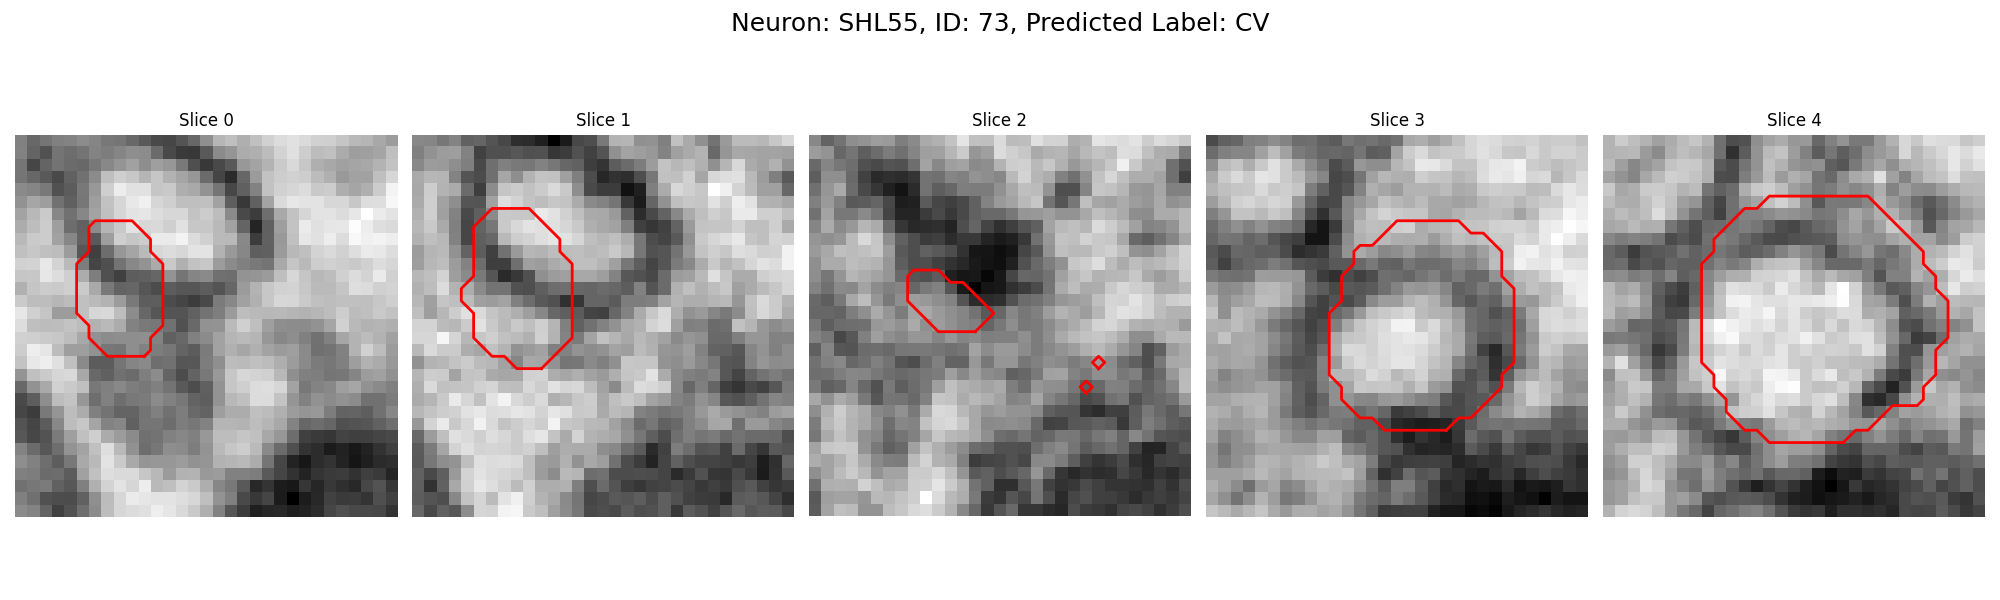 Neuron: SHL55, ID: 73, Predicted Label: CV
Slice 0
Slice 1
Slice 2
Slice 3
Slice 4